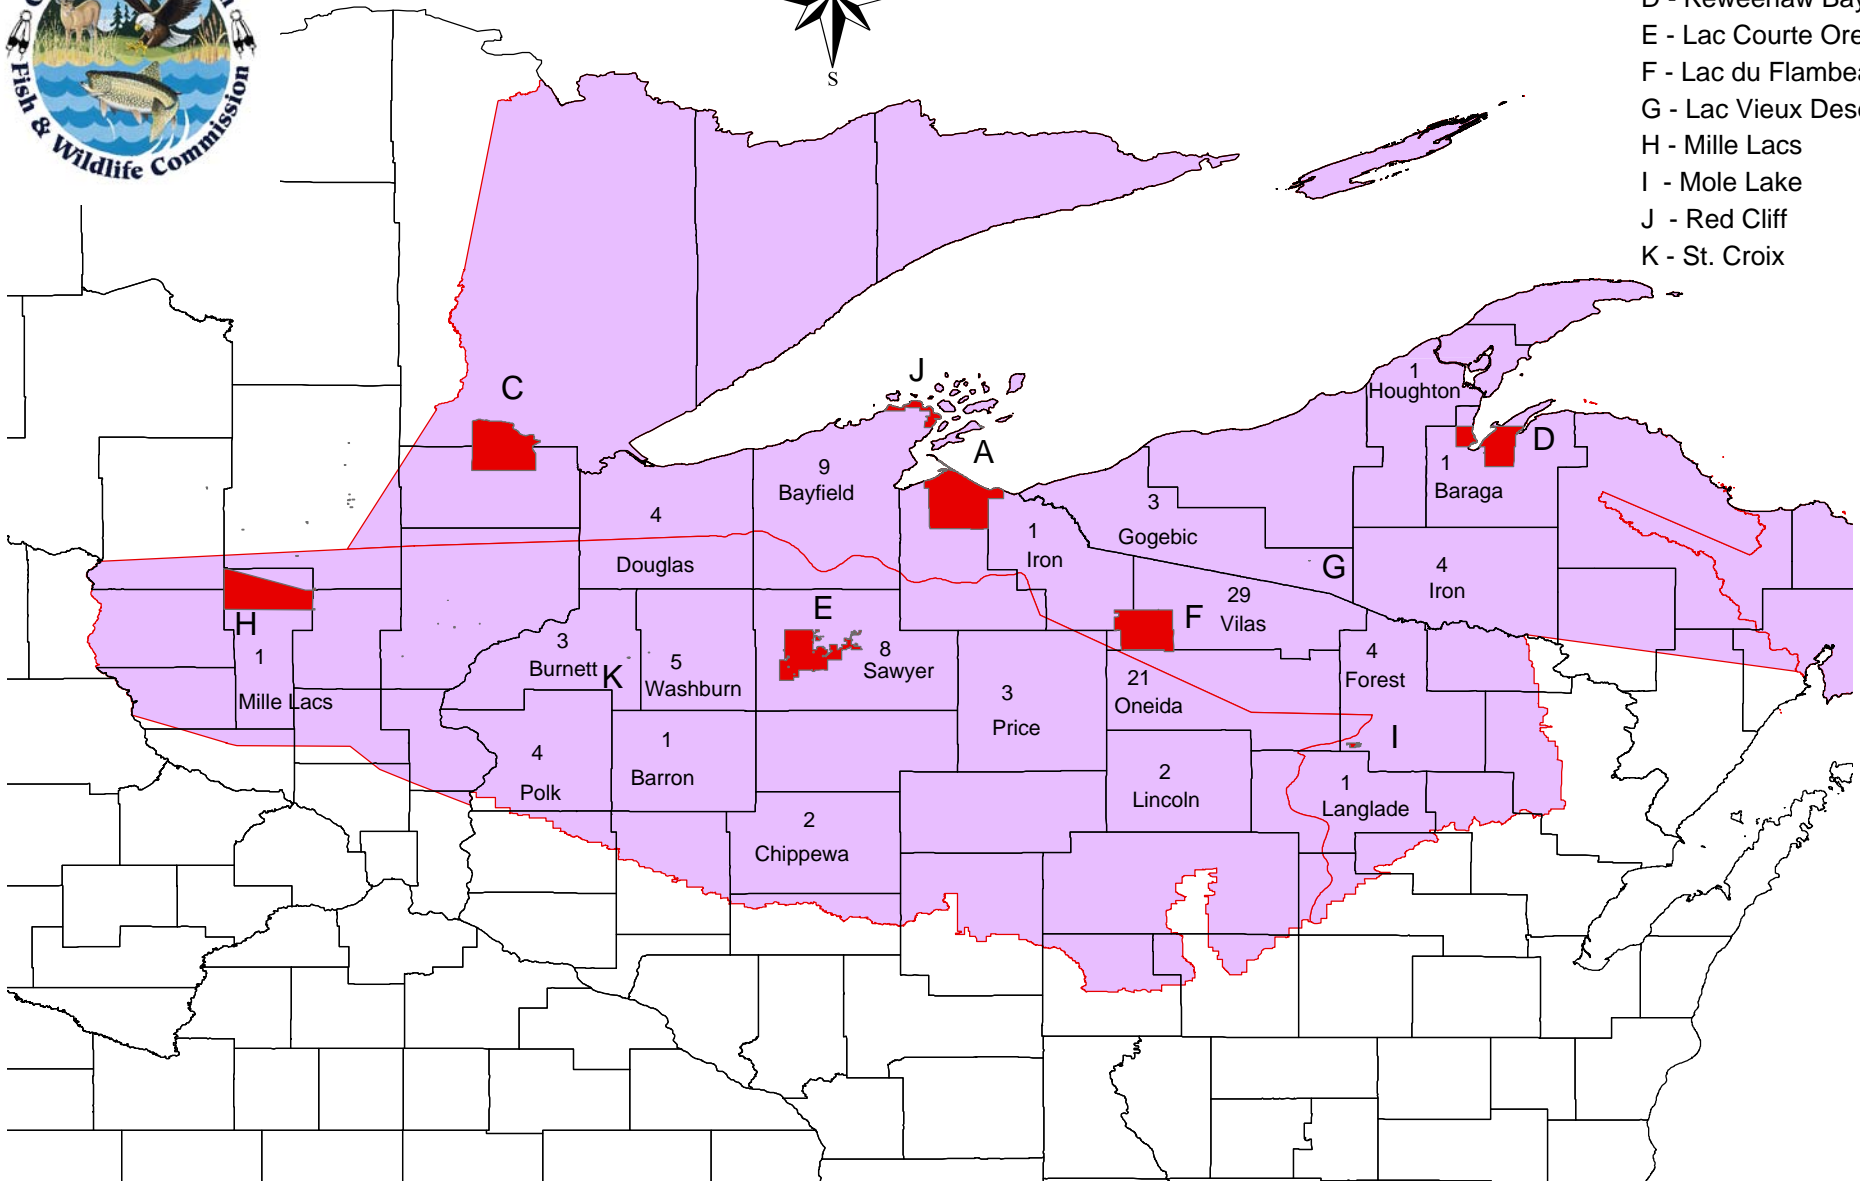 Fish & Wildlife Commission
S
E - Lac Courte
F - Lac du
G - Lac Vieux
H - Mille Lacs
I - Mole Lake
J - Red Cliff
K - St. Croix
C
J
A
D
1
Houghton
1
Baraga
9
Bayfield
4
Douglas
3
Gogebic
1
Iron
G
4
Iron
H
1
Mille Lacs
3
Burnett
K
5
Washburn
E
8
Sawyer
F
29
Vilas
4
Forest
21
Oneida
3
Price
I
4
Polk
1
Barron
2
Lincoln
1
Langlade
2
Chippewa